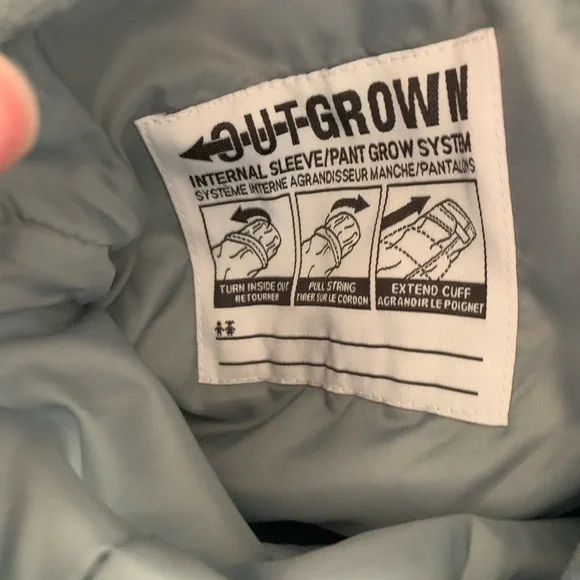 OUT-GROWN
INTERNAL SLEEVE/PANT GROW SYSTEM
SYSTÈME INTERNE AGRANDISSEUR MANCHE/PANTALONS
TURN INSIDE OUT
RETOURNER
PULL STRING
TIRER SUR LE CORDON
EXTEND CUFF
AGRANDIR LE POIGNET